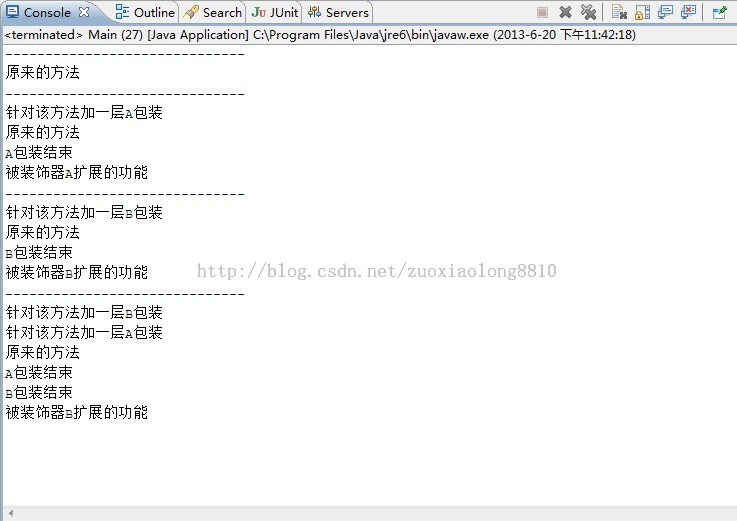 Console Outline Search JUnit Servers
<terminated> Main (27) [Java Application] C:\Program Files\Java\jre6\bin\javaw.exe (2013-6-20 下午11:42:18)
----------------------------
原来的方法
----------------------------
针对该方法加一层A包装
原来的方法
A包装结束
被装饰器A扩展的功能
----------------------------
针对该方法加一层B包装
原来的方法
B包装结束
被装饰器B扩展的功能 http://blog.csdn.net/zuoxiaolong8810
----------------------------
针对该方法加一层B包装
针对该方法加一层A包装
原来的方法
A包装结束
B包装结束
被装饰器B扩展的功能